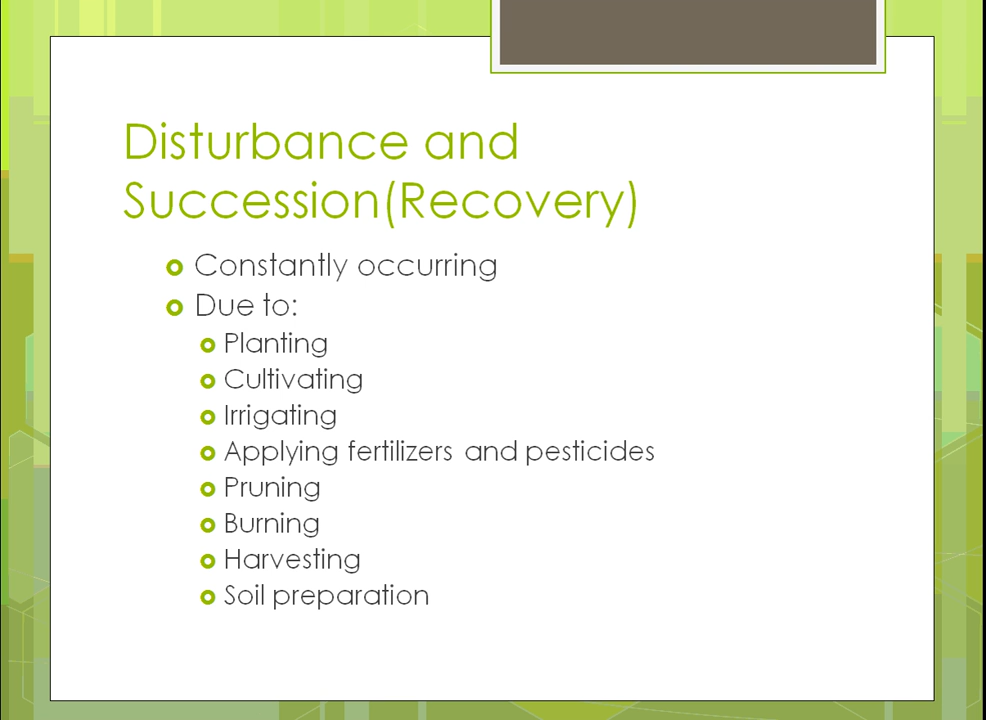 Disturbance and
Succession(Recovery)
Constantly occurring
Due to:
Planting
Cultivating
Irrigating
Applying fertilizers and pesticides
Pruning
Burning
Harvesting
Soil preparation